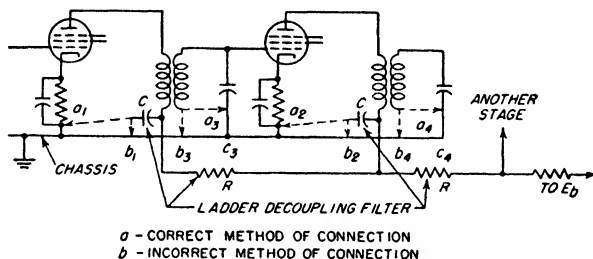 a1
C
a3
a2
C
a4
ANOTHER
STAGE
b1
b3
C3
b2
b4
C4
CHASSIS
R
R
TO Eb
LADDER DECOUPLING FILTER
a - CORRECT METHOD OF CONNECTION
b - INCORRECT METHOD OF CONNECTION